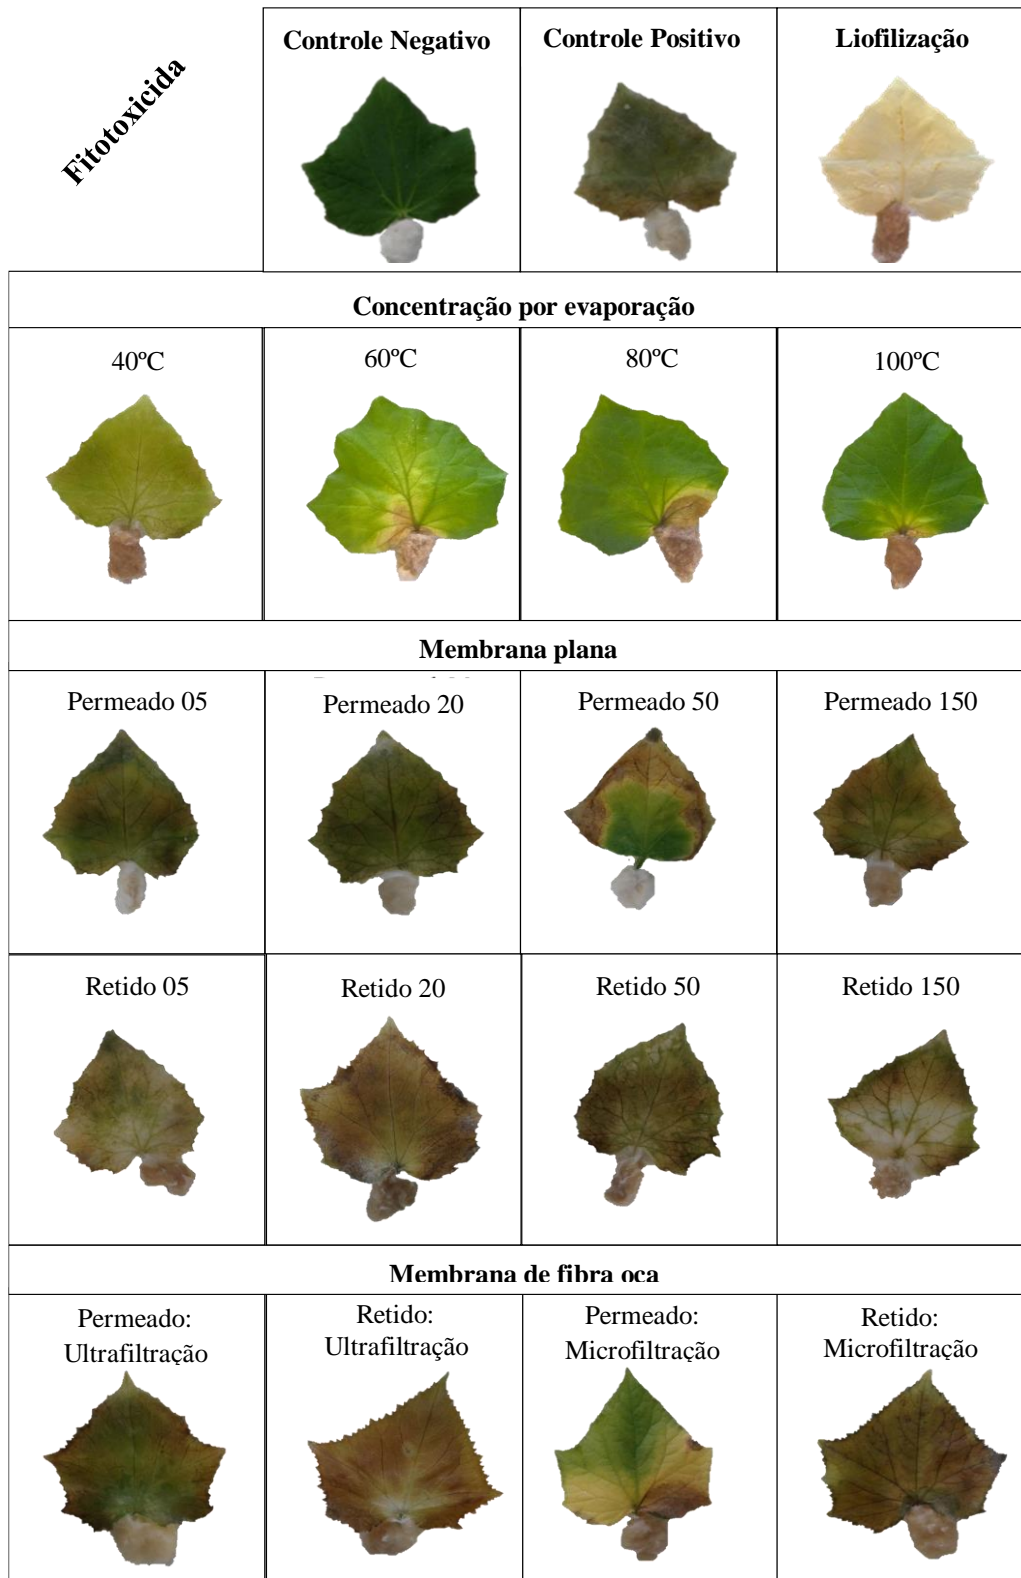 Fitotoxicida
Controle Negativo
Controle Positivo
Liofilização
Concentração por evaporação
40ºC
60ºC
80ºC
100ºC
Membrana plana
Permeado 05
Permeado 20
Permeado 50
Permeado 150
Retido 05
Retido 20
Retido 50
Retido 150
Membrana de fibra oca
Permeado:
Ultrafiltração
Retido:
Ultrafiltração
Permeado:
Microfiltração
Retido:
Microfiltração